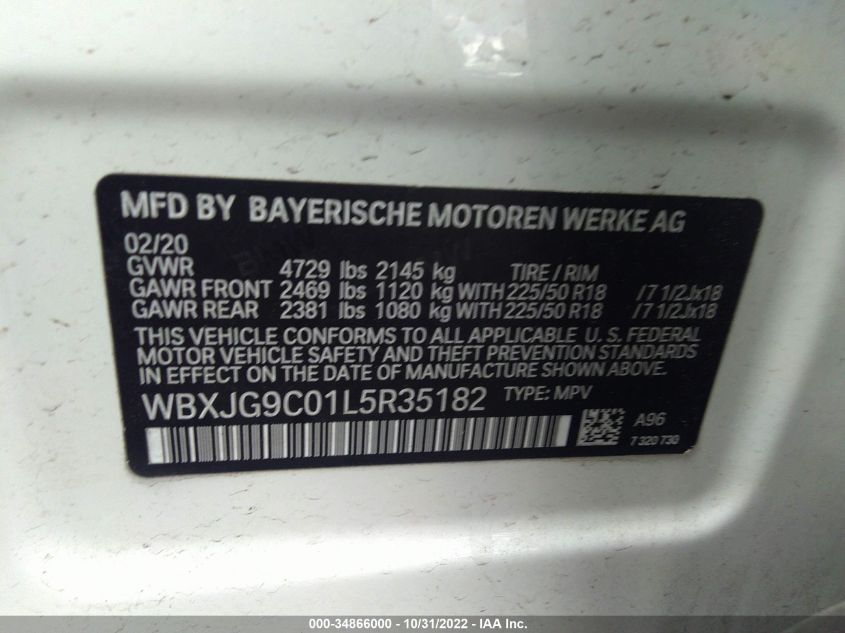 MFD BY BAYERISCHE MOTOREN WERKE AG
02/20
GVWR 4729 lbs 2145 kg TIRE / RIM
GAWR FRONT 2469 lbs 1120 kg WITH 225/50 R18 /7 1/2Jx18
GAWR REAR 2381 lbs 1080 kg WITH 225/50 R18 /7 1/2Jx18
THIS VEHICLE CONFORMS TO ALL APPLICABLE U. S. FEDERAL
MOTOR VEHICLE SAFETY AND THEFT PREVENTION STANDARDS
IN EFFECT ON THE DATE OF MANUFACTURE SHOWN ABOVE.
WBXJG9C01L5R35182 TYPE: MPV
A96
7 320 730
000-34866000 - 10/31/2022 - IAA Inc.